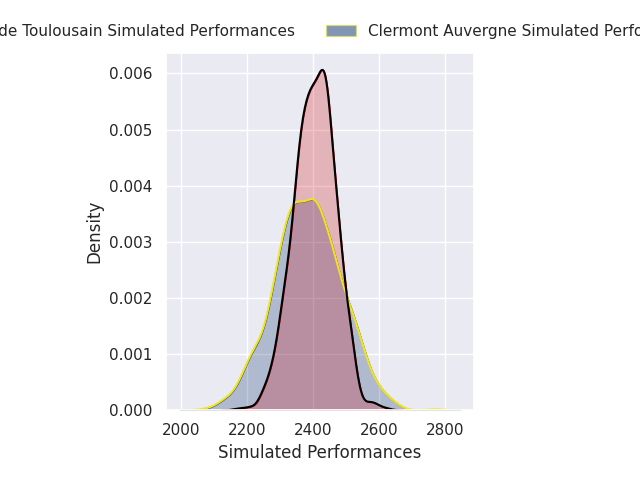 de Toulousain Simulated Performances
Clermont Auvergne Simulated Perfo
0.006
0.005
0.004
0.003
0.002
0.001
0.000
Density
2000 2200 2400 2600 2800
Simulated Performances